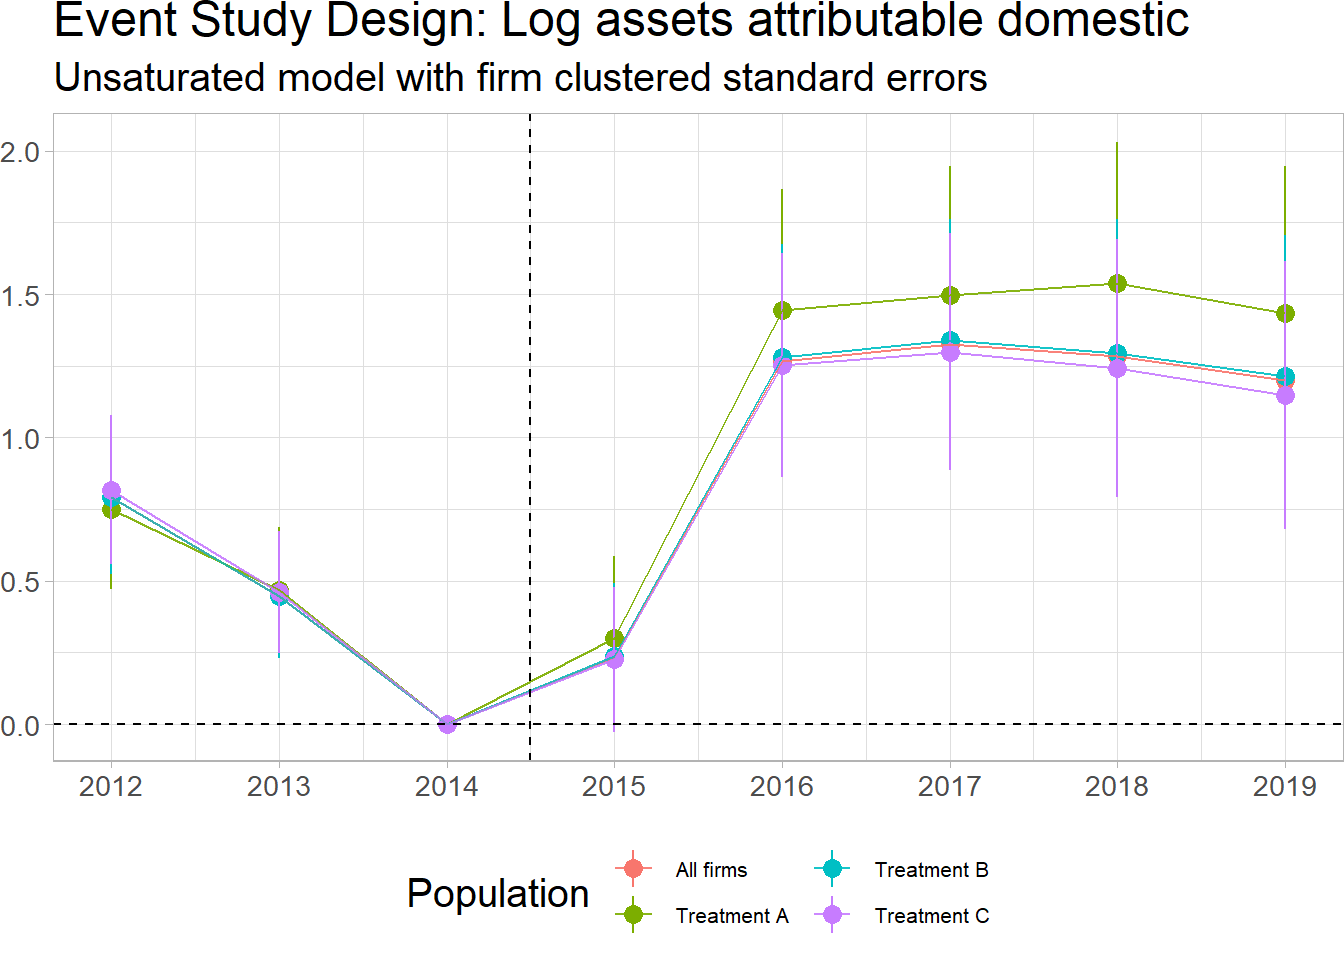 Event Study Design: Log assets attributable domestic
Unsaturated model with firm clustered standard errors
2.0
1.5
1.0
0.5
0.0
2012 2013 2014 2015 2016 2017 2018 2019
Population
All firms Treatment B
Treatment A Treatment C